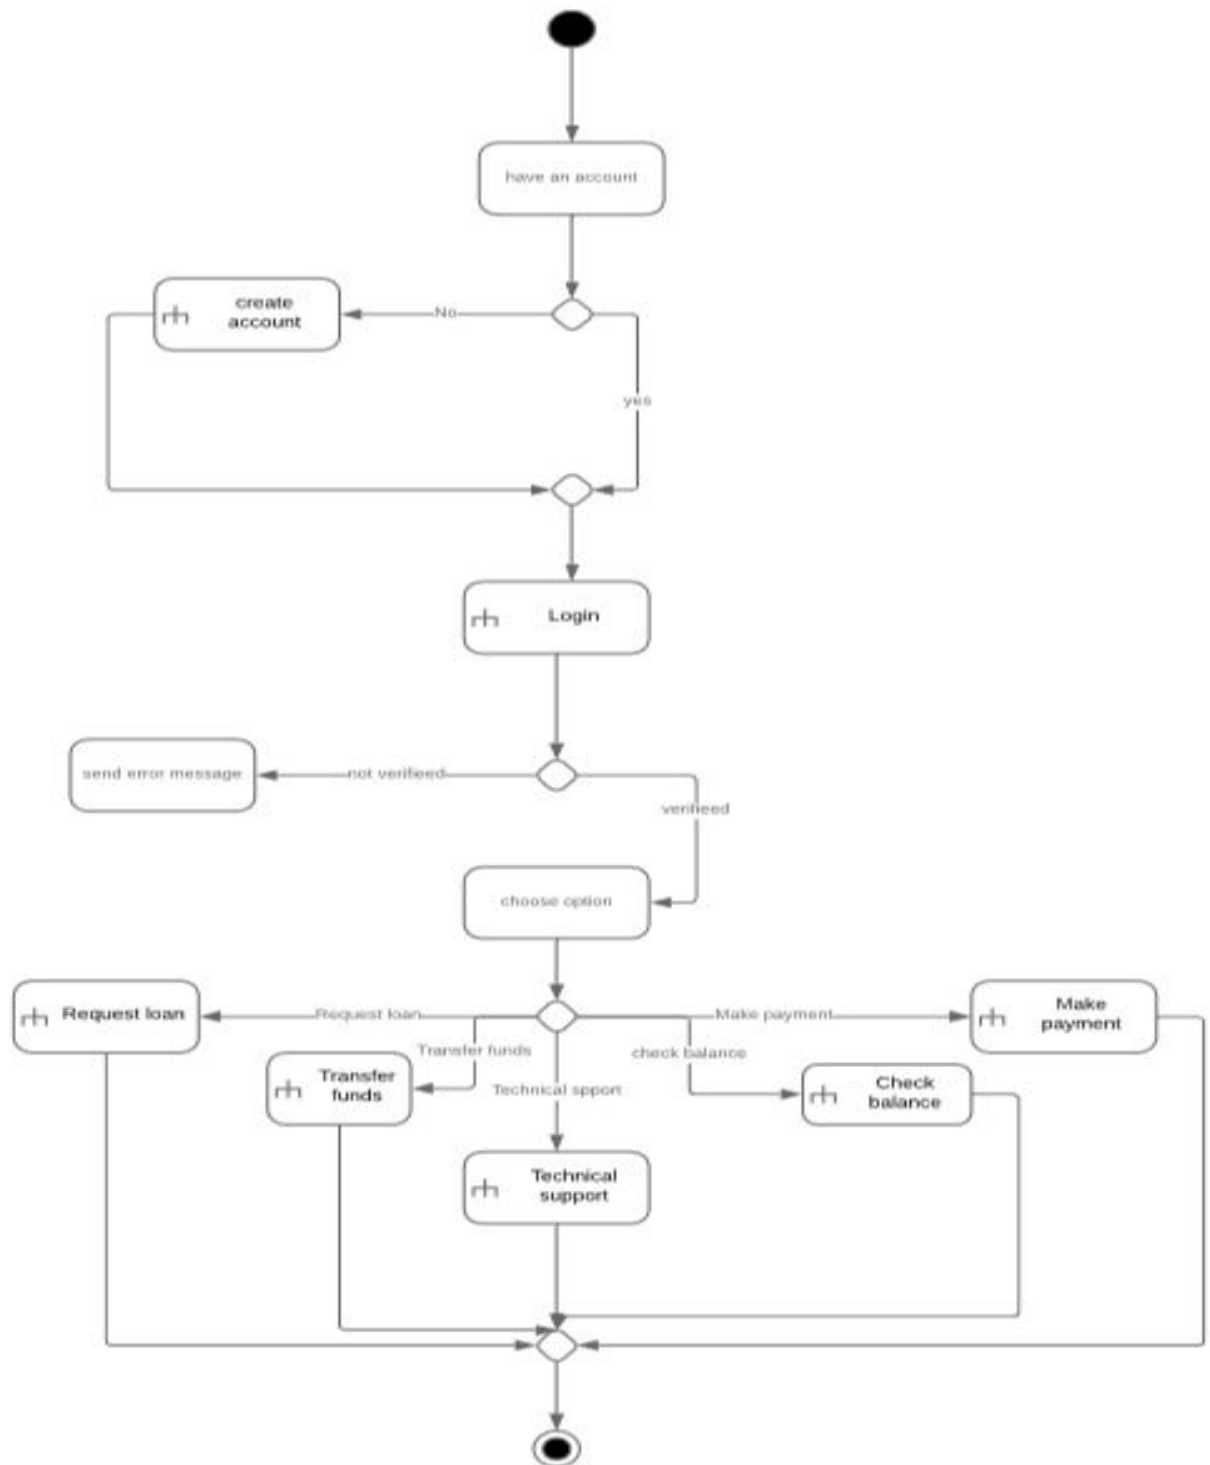 have an account
create
account
No
yes
Login
send error message
not verifieed
verifieed
choose option
Request loan
Request loan
Make payment
Make
payment
Transfer funds
check balance
Transfer
funds
Technical spport
Check
balance
Technical
support